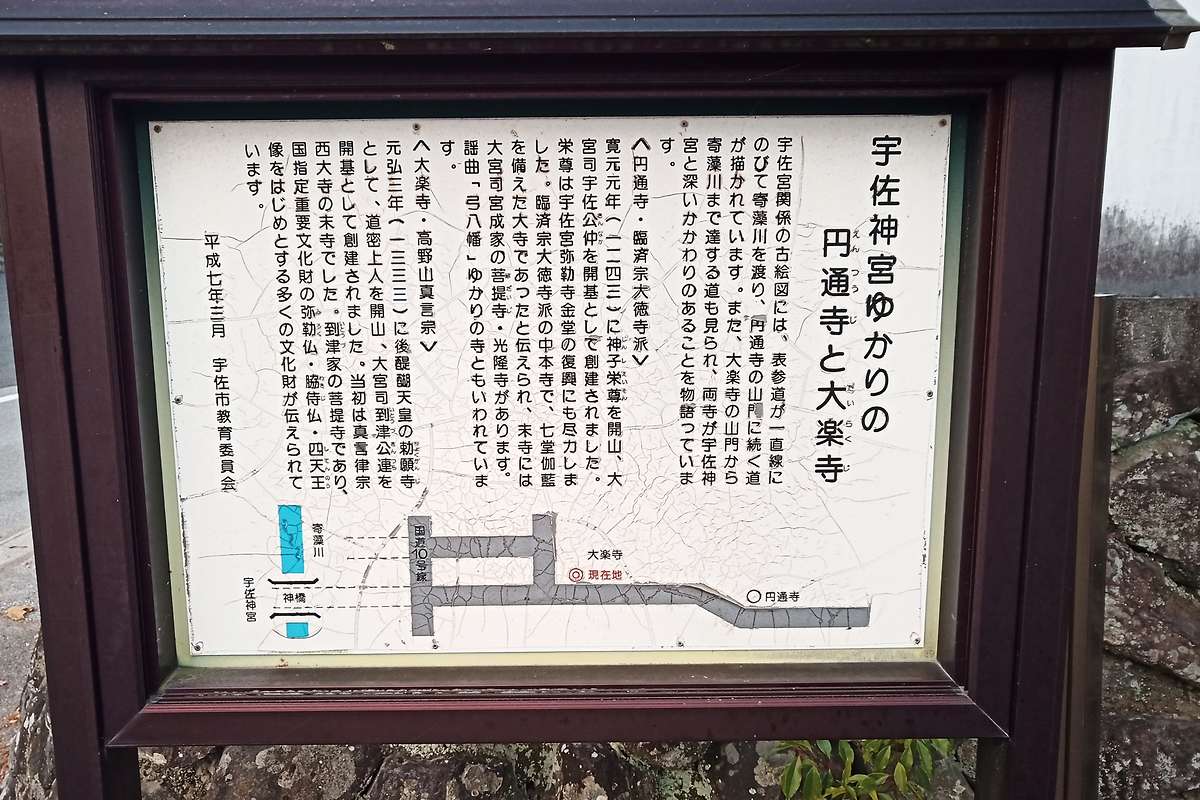 宇佐神宮ゆかりの
円通寺と大楽寺
えんつうじ
だいらくじ
宇佐宮関係の古絵図には、表参道が一直線に
のびて寄藻川を渡り、円通寺の山門に続く道
が描かれています。また、大楽寺の山門から
寄藻川まで達する道も見られ、両寺が宇佐神
宮と深いかかわりのあることを物語っていま
す。
〈円通寺・臨済宗大徳寺派〉
寛元元年(一二四三)に神子栄尊を開山、大
宮司宇佐公仲を開基として創建されました。
栄尊は宇佐宮弥勒寺金堂の復興にも尽力しま
した。臨済宗大徳寺派の中本寺で、七堂伽藍
を備えた大寺であったと伝えられ、末寺には
大宮司宮成家の菩提寺・光隆寺があります。
謡曲「弓八幡」ゆかりの寺ともいわれていま
す。
〈大楽寺・高野山真言宗〉
元弘三年(一三三三)に後醍醐天皇の勅願寺
として、道密上人を開山、大宮司到津公連を
開基として創建されました。当初は真言律宗
西大寺の末寺でした。到津家の菩提寺であり、
国指定重要文化財の弥勒仏・脇侍仏・四天王
像をはじめとする多くの文化財が伝えられて
います。
平成七年三月 宇佐市教育委員会
国道10号線
大楽寺
現在地
円通寺
寄藻川
神橋
宇佐神宮